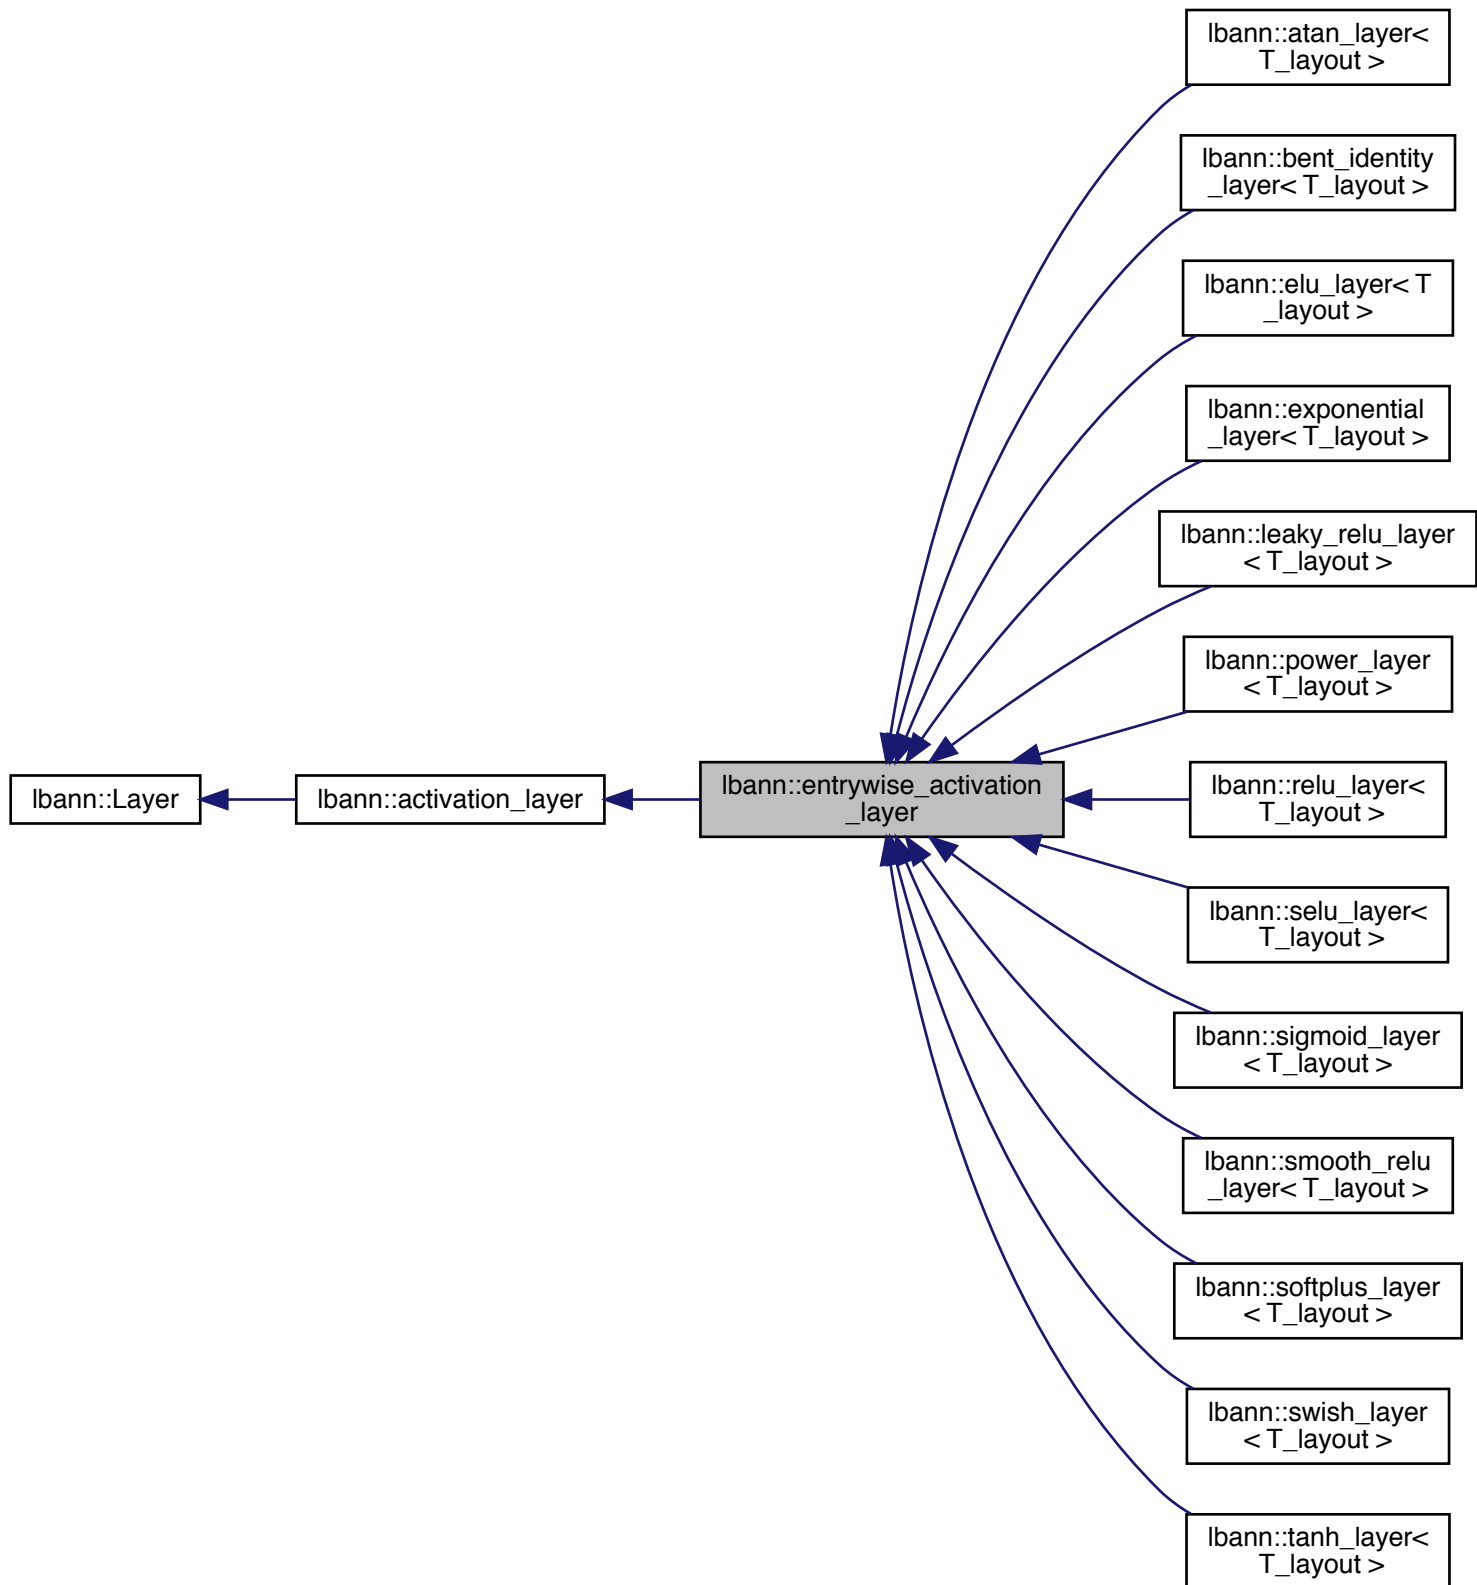 lbann::atan_layer<
T_layout >
lbann::bent_identity
_layer< T_layout >
lbann::elu_layer< T
_layout >
lbann::exponential
_layer< T_layout >
lbann::leaky_relu_layer
< T_layout >
lbann::power_layer
< T_layout >
lbann::Layer
lbann::activation_layer
lbann::entrywise_activation
_layer
lbann::relu_layer<
T_layout >
lbann::selu_layer<
T_layout >
lbann::sigmoid_layer
< T_layout >
lbann::smooth_relu
_layer< T_layout >
lbann::softplus_layer
< T_layout >
lbann::swish_layer
< T_layout >
lbann::tanh_layer<
T_layout >